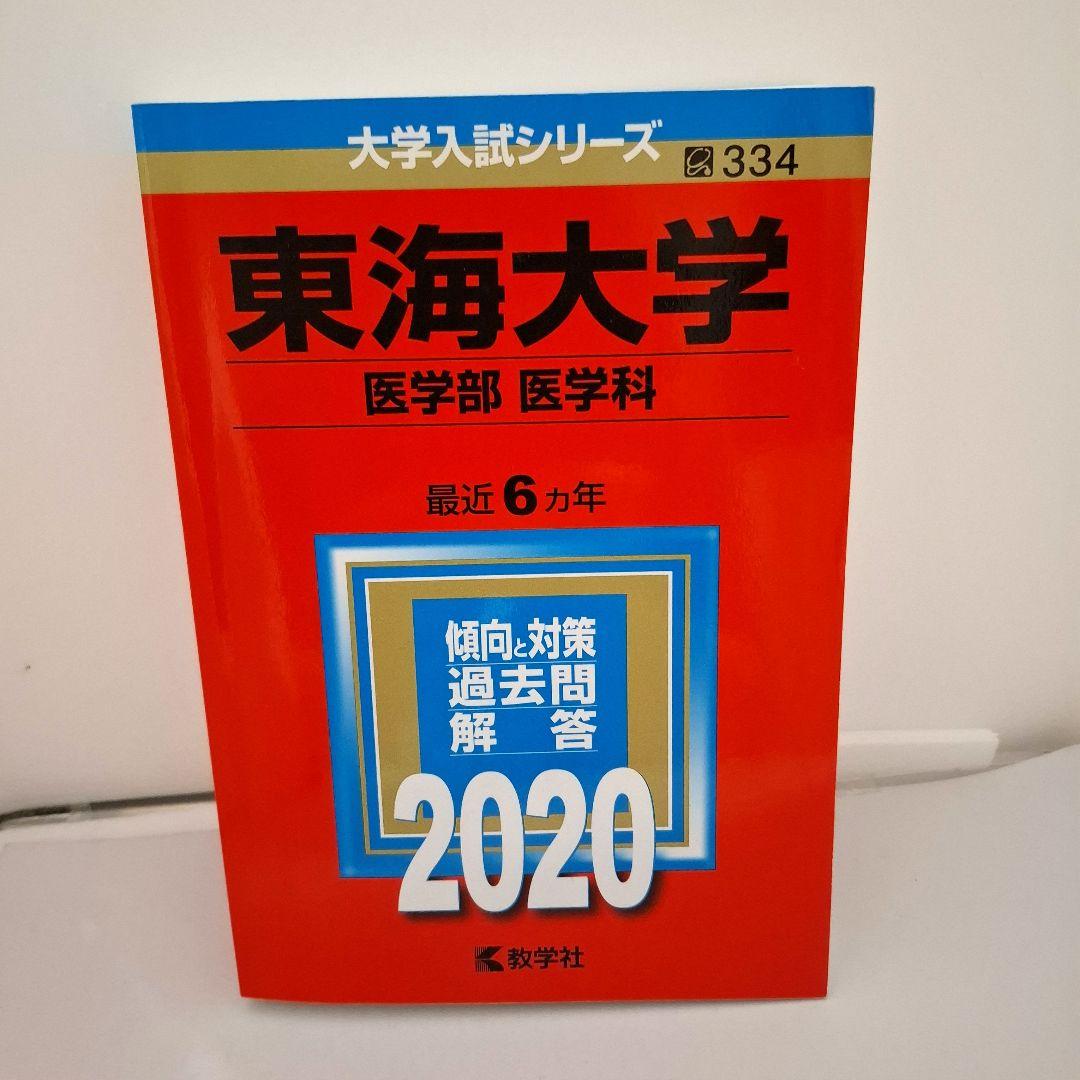 大学入試シリーズ
334
東海大学
医学部 医学科
最近6カ年
傾向と対策
過去問
解答
2020
教学社